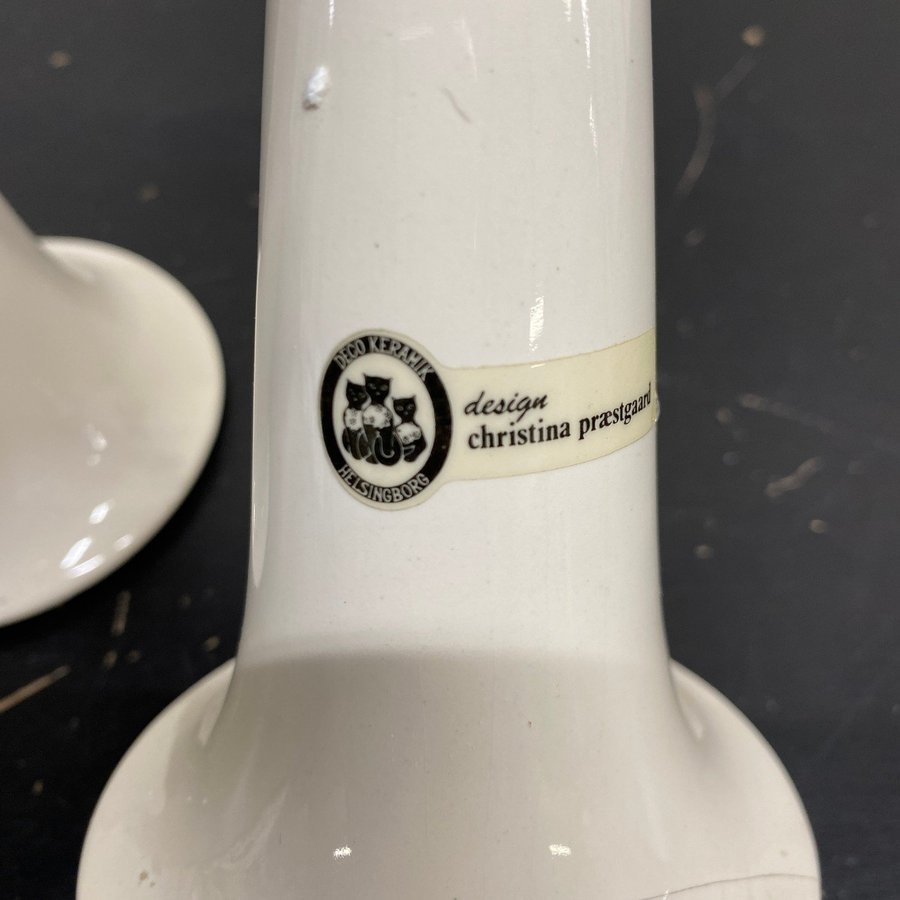 DECO KERAMIK
HELSINGBORG
design
christina præstgaard